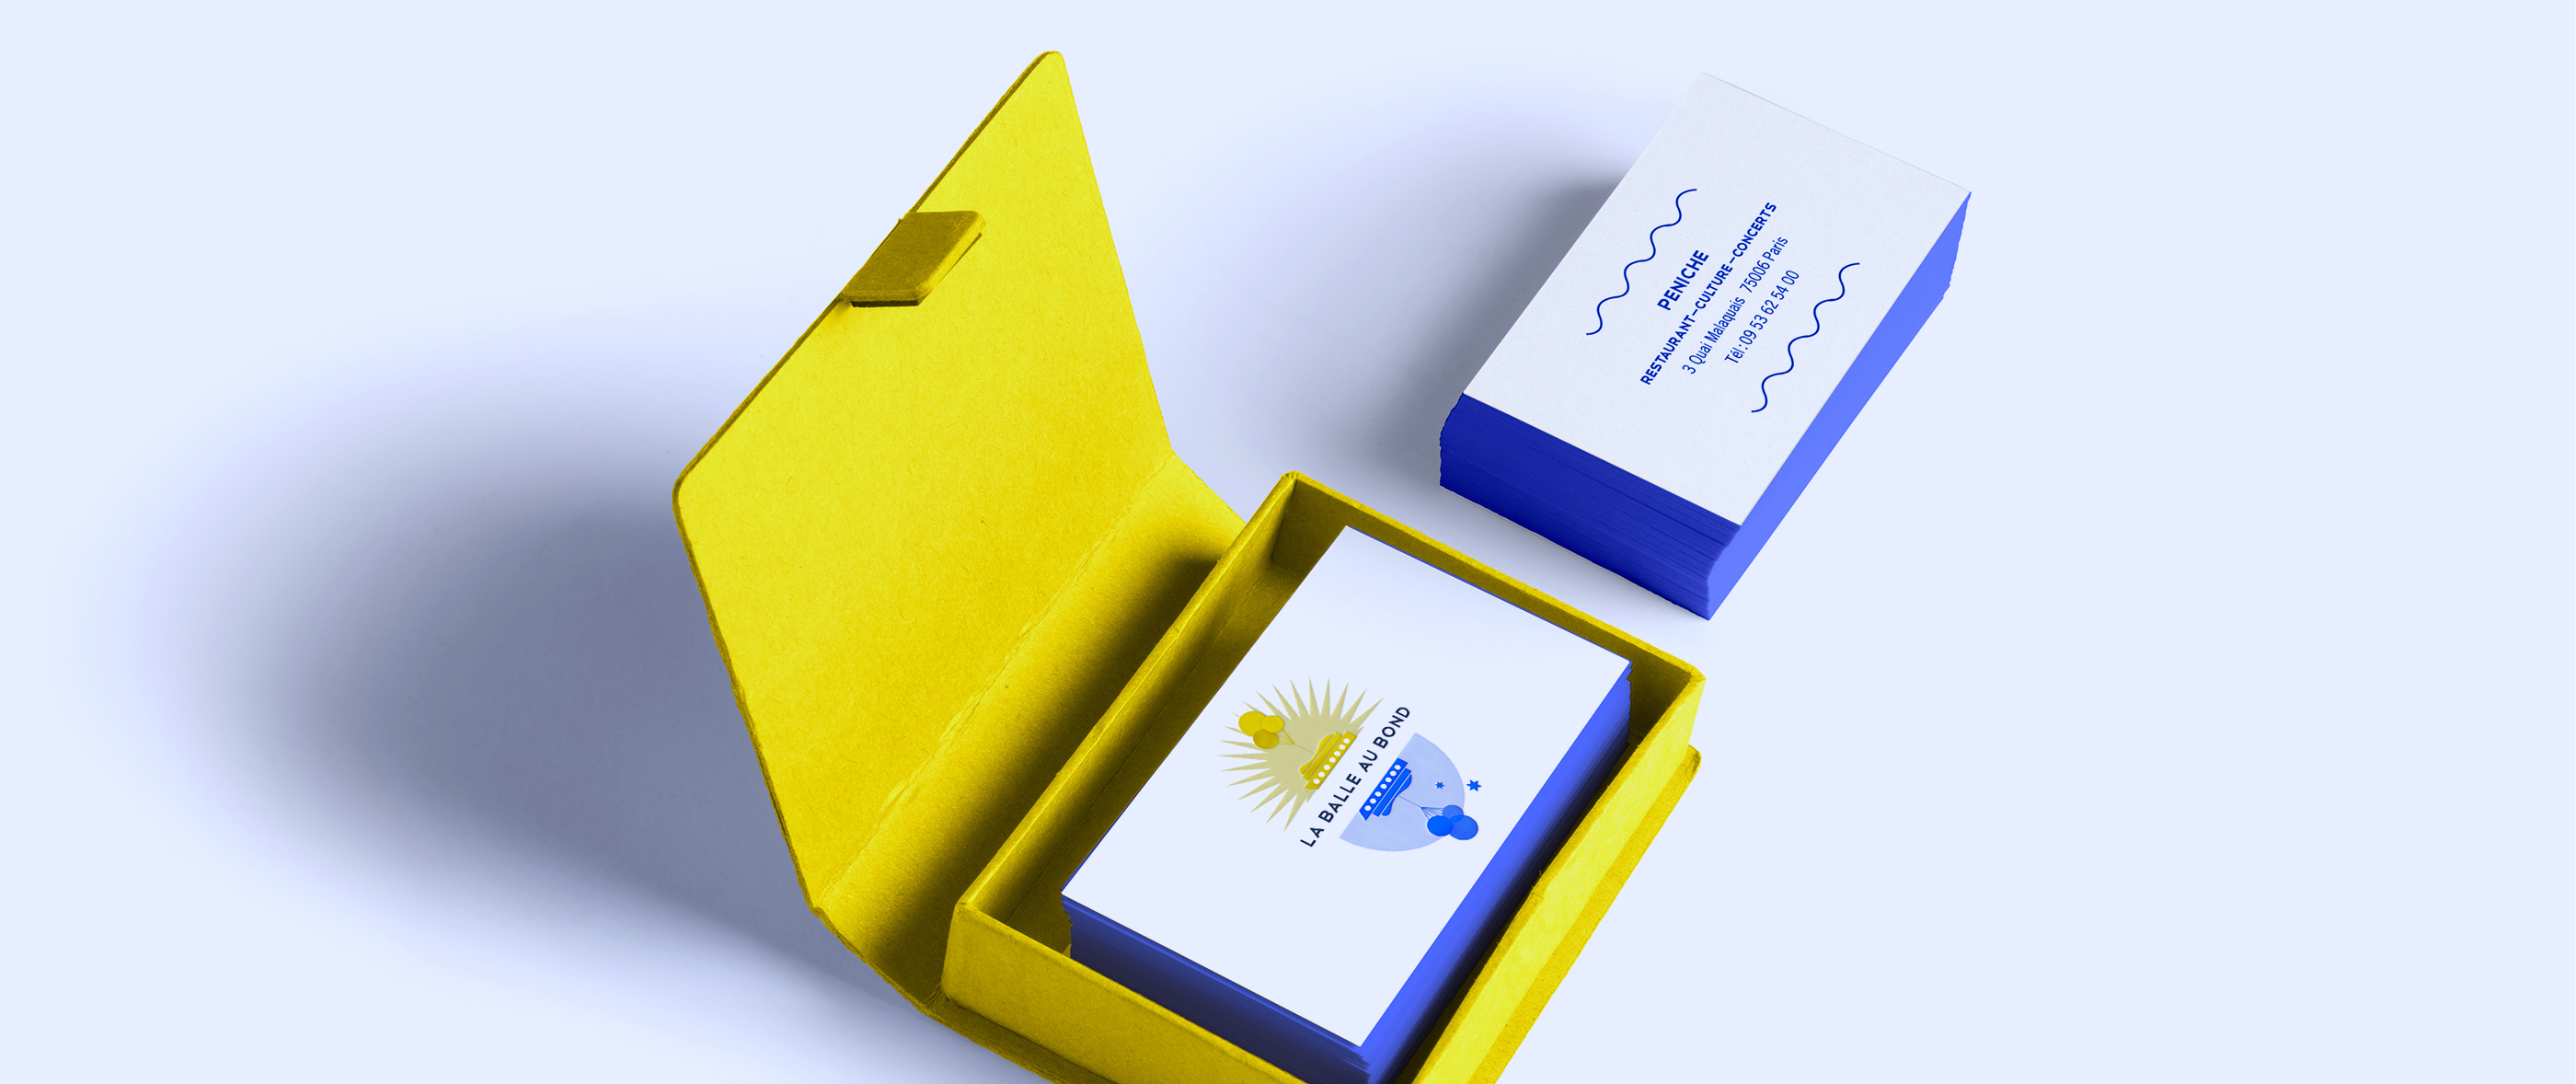 PENICHE
RESTAURANT–CULTURE–CONCERTS
3 Quai Malaquais 75006 Paris
Tél : 09 53 62 54 00
LA BALLE AU BOND